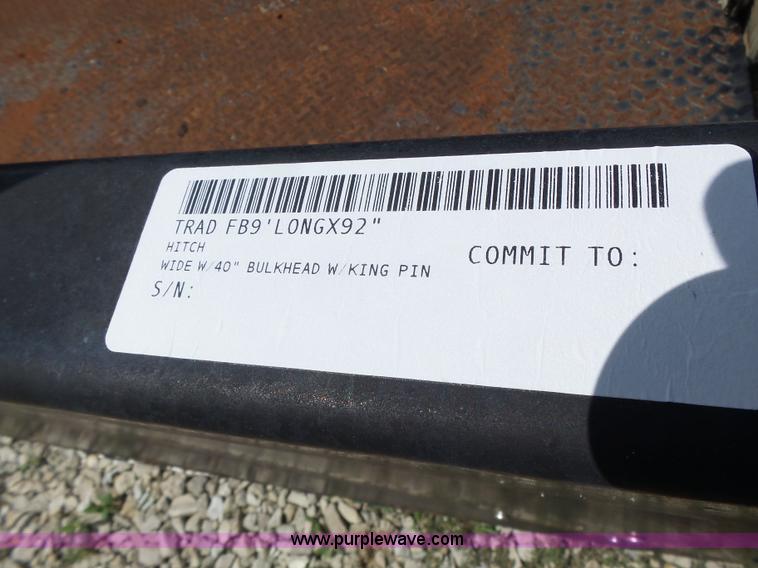 TRAD FB9'LONGX92"
HITCH
WIDE W/40" BULKHEAD W/KING PIN
COMMIT TO:
S/N:
www.purplewave.com